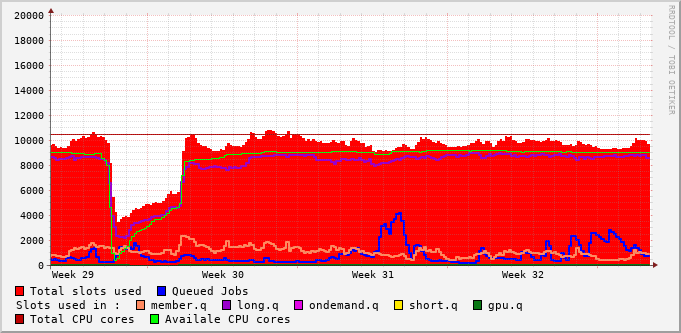 RRDTOOL / TOBI OETIKER
20000
18000
16000
14000
12000
10000
8000
6000
4000
2000
0
Week 29 Week 30 Week 31 Week 32
Total slots used Queued Jobs
Slots used in : member.q long.q ondemand.q short.q gpu.q
Total CPU cores Availale CPU cores